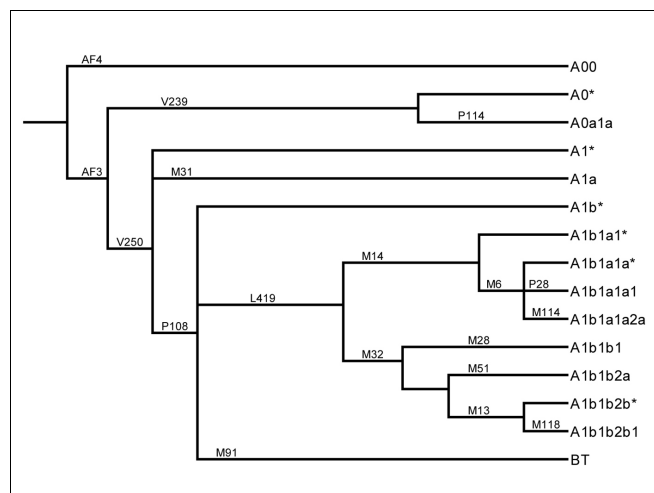 AF4
A00
A0*
V239
P114
A0a1a
A1*
AF3
M31
A1a
A1b*
A1b1a1*
V250
M14
A1b1a1a*
M6
P28
A1b1a1a1
L419
M114
A1b1a1a2a
P108
M28
A1b1b1
M32
M51
A1b1b2a
A1b1b2b*
M13
M118
A1b1b2b1
M91
BT